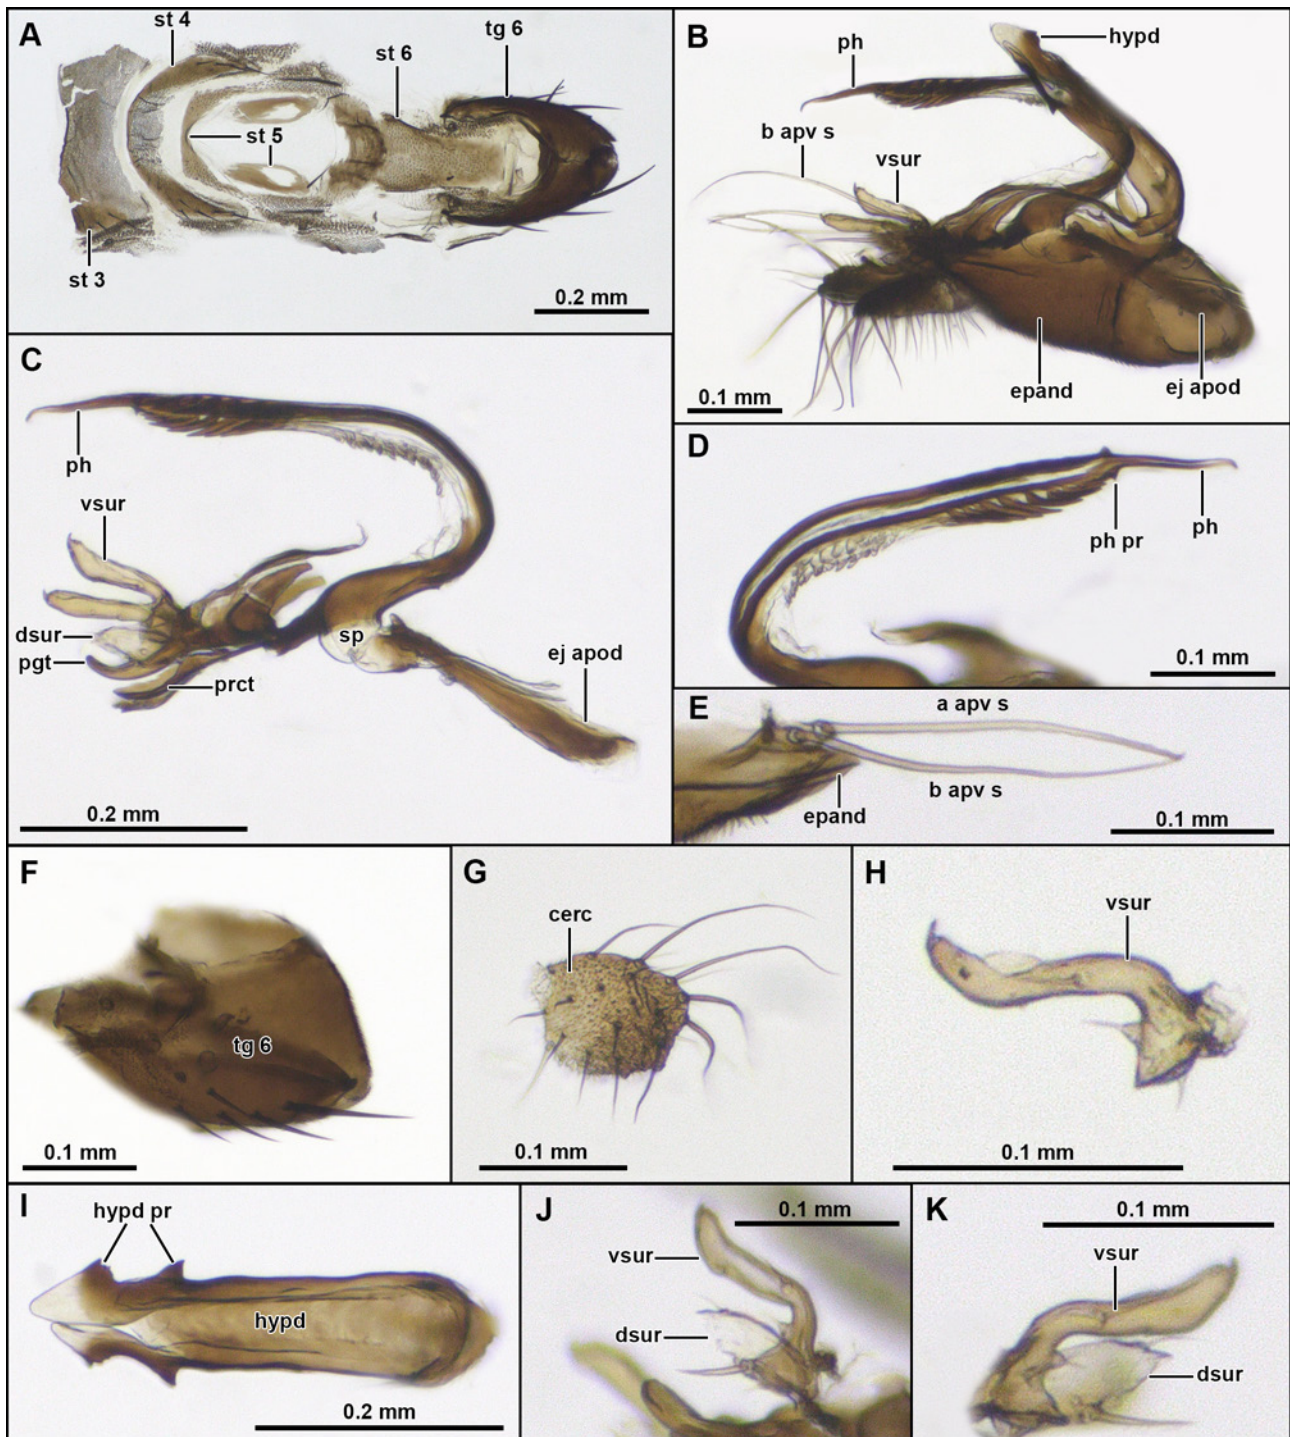 A
st 4
st 6
tg 6
st 5
st 3
0.2 mm
B
ph
hypd
b apv s
vsur
epand
ej apod
0.1 mm
C
ph
vsur
dsur
pgt
prct
sp
ej apod
0.2 mm
D
ph pr
ph
0.1 mm
E
a apv s
b apv s
epand
0.1 mm
F
tg 6
0.1 mm
G
cerc
0.1 mm
H
vsur
0.1 mm
I
hypd pr
hypd
0.2 mm
J
0.1 mm
vsur
dsur
K
0.1 mm
vsur
dsur